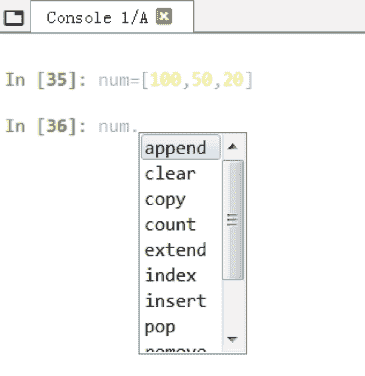 Console 1/A
In [35]: num=[100,50,20]
In [36]: num.
append
clear
copy
count
extend
index
insert
pop
remove